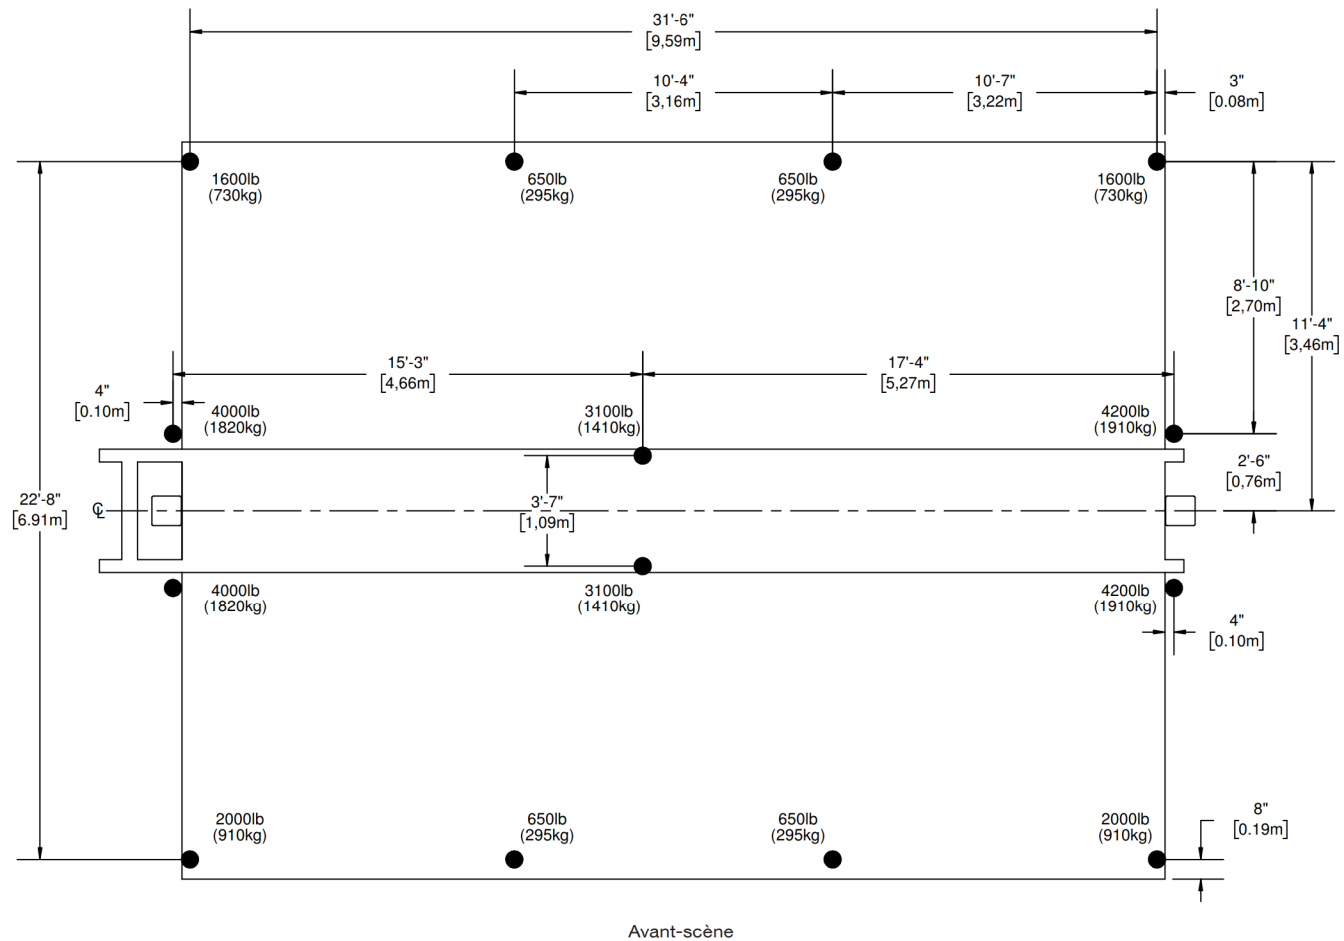 31'-6"
[9,59m]
10'-4"
[3,16m]
10'-7"
[3,22m]
3"
[0.08m]
1600lb
(730kg)
650lb
(295kg)
650lb
(295kg)
1600lb
(730kg)
8'-10"
[2,70m]
11'-4"
[3,46m]
15'-3"
[4,66m]
17'-4"
[5,27m]
4"
[0.10m]
4000lb
(1820kg)
3100lb
(1410kg)
4200lb
(1910kg)
2'-6"
[0,76m]
22'-8"
[6.91m]
℄
3'-7"
[1,09m]
4000lb
(1820kg)
3100lb
(1410kg)
4200lb
(1910kg)
4"
[0.10m]
2000lb
(910kg)
650lb
(295kg)
650lb
(295kg)
2000lb
(910kg)
8"
[0.19m]
Avant-scène